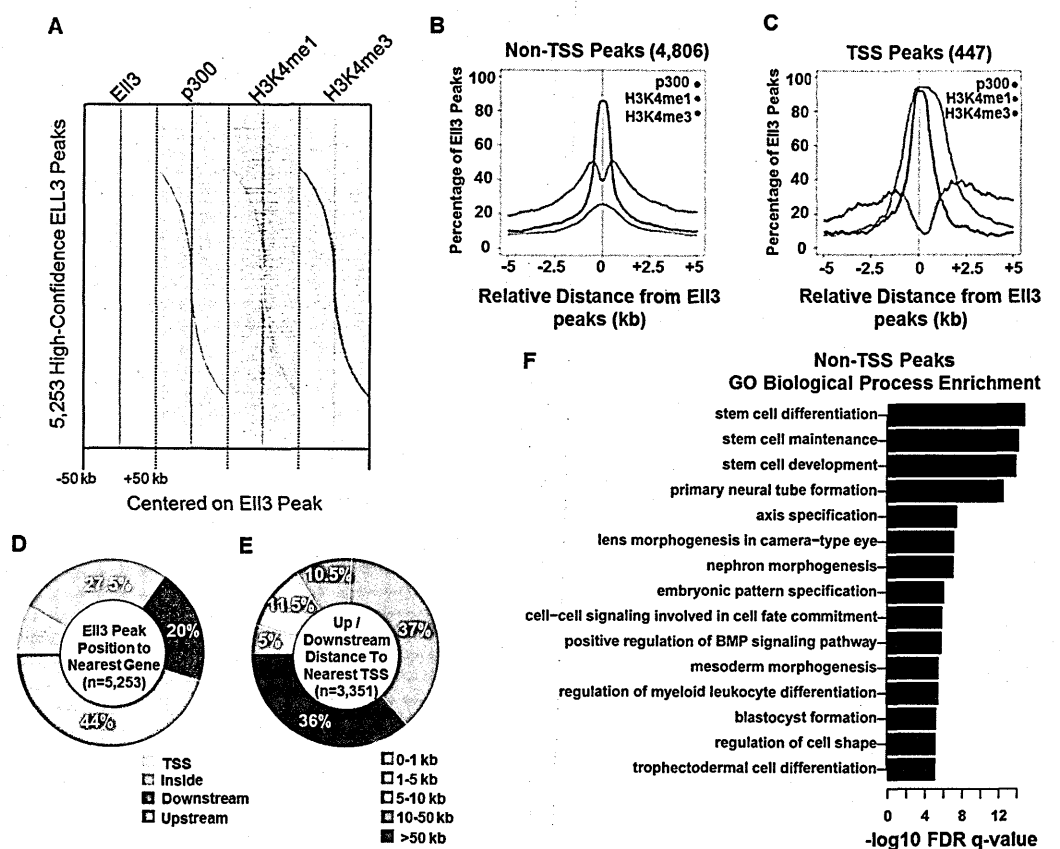 A
Ell3
p300
H3K4me1
H3K4me3
5,253 High-Confidence ELL3 Peaks
-50 kb
+50 kb
Centered on Ell3 Peak
B
Non-TSS Peaks (4,806)
Percentage of Ell3 Peaks
100
80
60
40
20
0
p300
H3K4me1
H3K4me3
-5
-2.5
0
+2.5
+5
Relative Distance from Ell3
peaks (kb)
C
TSS Peaks (447)
Percentage of Ell3 Peaks
100
80
60
40
20
0
p300
H3K4me1
H3K4me3
-5
-2.5
0
+2.5
+5
Relative Distance from Ell3
peaks (kb)
D
27.5%
20%
44%
Ell3 Peak
Position to
Nearest Gene
(n=5,253)
TSS
Inside
Downstream
Upstream
E
10.5%
11.5%
5%
37%
36%
Up /
Downstream
Distance To
Nearest TSS
(n=3,351)
0-1 kb
1-5 kb
5-10 kb
10-50 kb
>50 kb
F
Non-TSS Peaks
GO Biological Process Enrichment
stem cell differentiation
stem cell maintenance
stem cell development
primary neural tube formation
axis specification
lens morphogenesis in camera-type eye
nephron morphogenesis
embryonic pattern specification
cell-cell signaling involved in cell fate commitment
positive regulation of BMP signaling pathway
mesoderm morphogenesis
regulation of myeloid leukocyte differentiation
blastocyst formation
regulation of cell shape
trophectodermal cell differentiation
0
4
8
12
-log10 FDR q-value